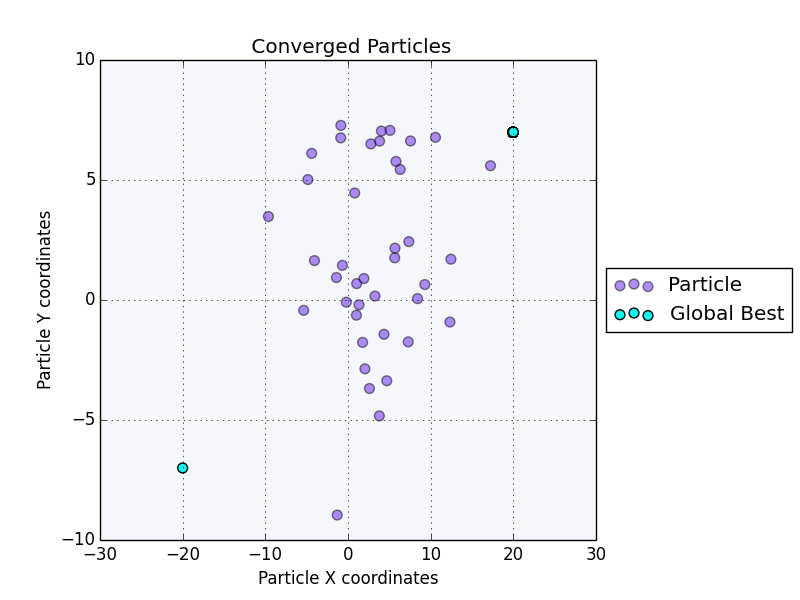 Converged Particles
10
5
0
−5
−10
Particle Y coordinates
−30 −20 −10 0 10 20 30
Particle X coordinates
Particle
Global Best